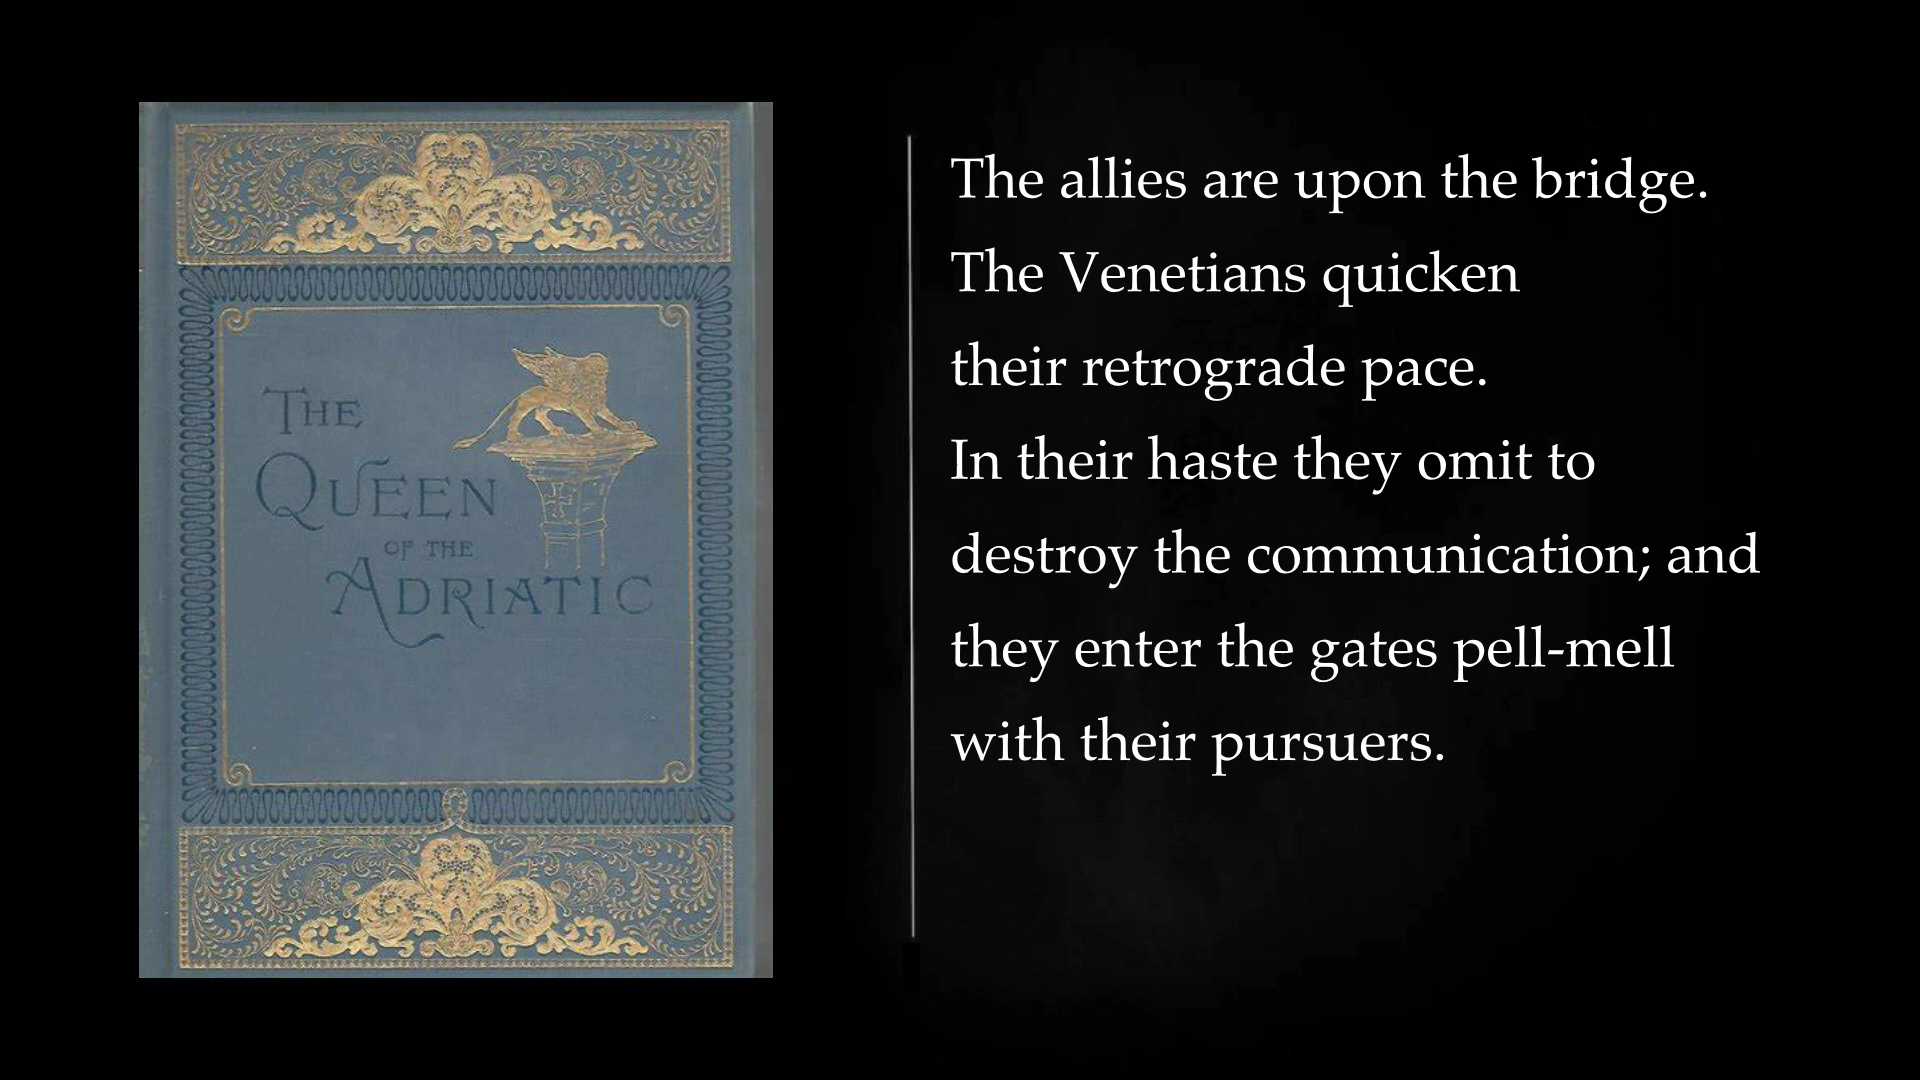 THE
QUEEN
OF THE
ADRIATIC
The allies are upon the bridge.
The Venetians quicken
their retrograde pace.
In their haste they omit to
destroy the communication; and
they enter the gates pell-mell
with their pursuers.